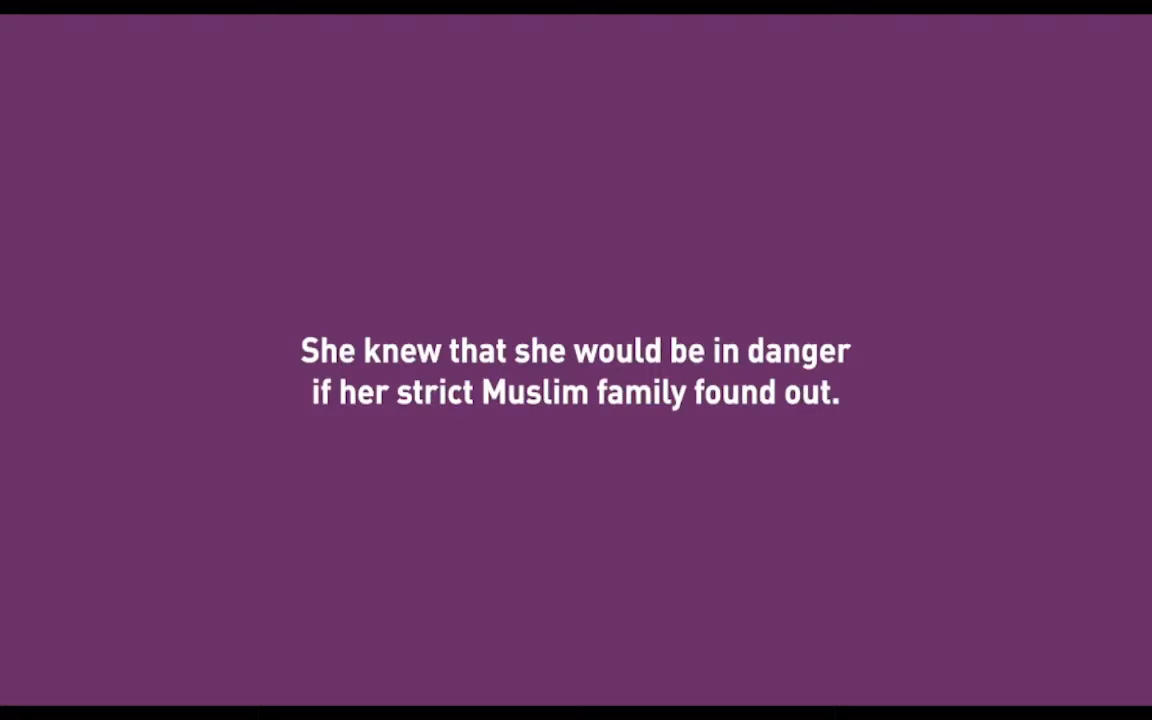 She knew that she would be in danger
if her strict Muslim family found out.